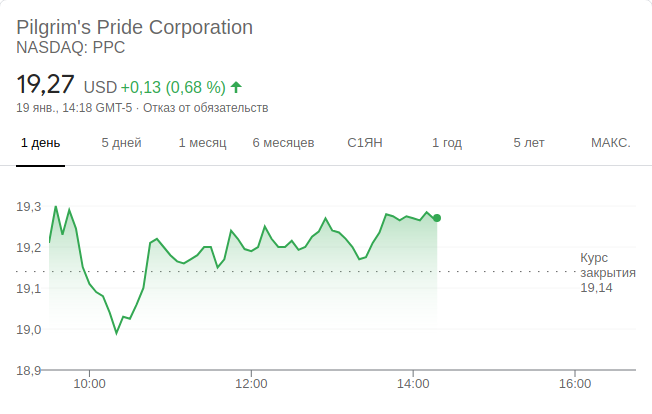 Pilgrim's Pride Corporation
NASDAQ: PPC
19,27 USD +0,13 (0,68 %)
19 янв., 14:18 GMT-5 · Отказ от обязательств
1 день 5 дней 1 месяц 6 месяцев С1ЯН 1 год 5 лет МАКС.
19,3
19,2
Курс
закрытия
19,14
19,1
19,0
18,9
10:00 12:00 14:00 16:00